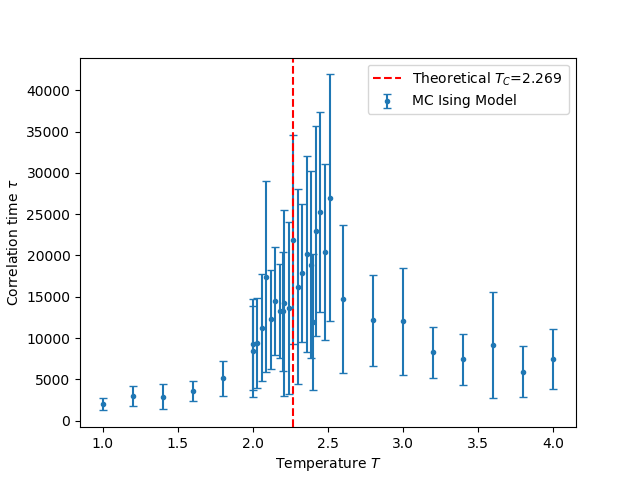 Theoretical $T_C$=2.269
MC Ising Model
40000
35000
30000
25000
20000
15000
10000
5000
0
Correlation time τ
1.0 1.5 2.0 2.5 3.0 3.5 4.0
Temperature T